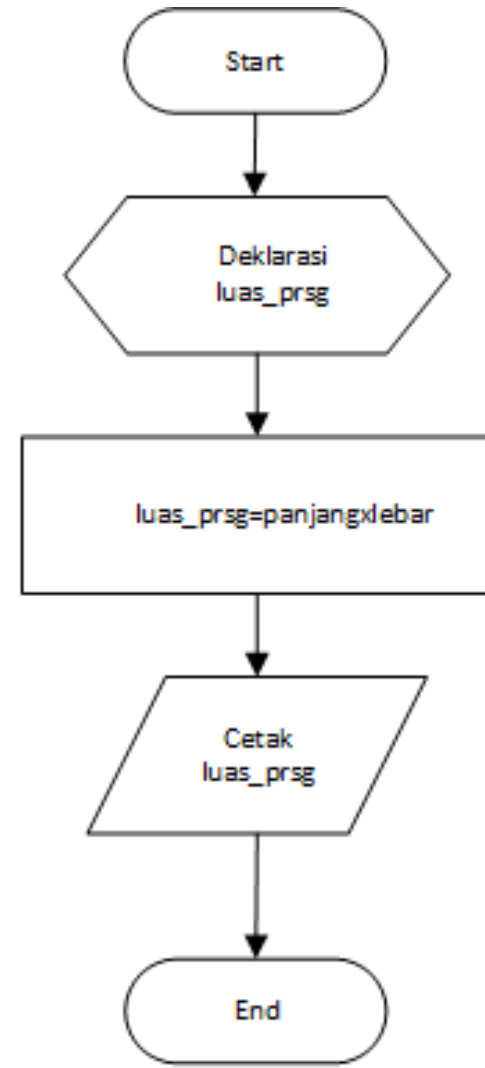 Start
Deklarasi
luas_prsg
luas_prsg=panjangxlebar
Cetak
luas_prsg
End